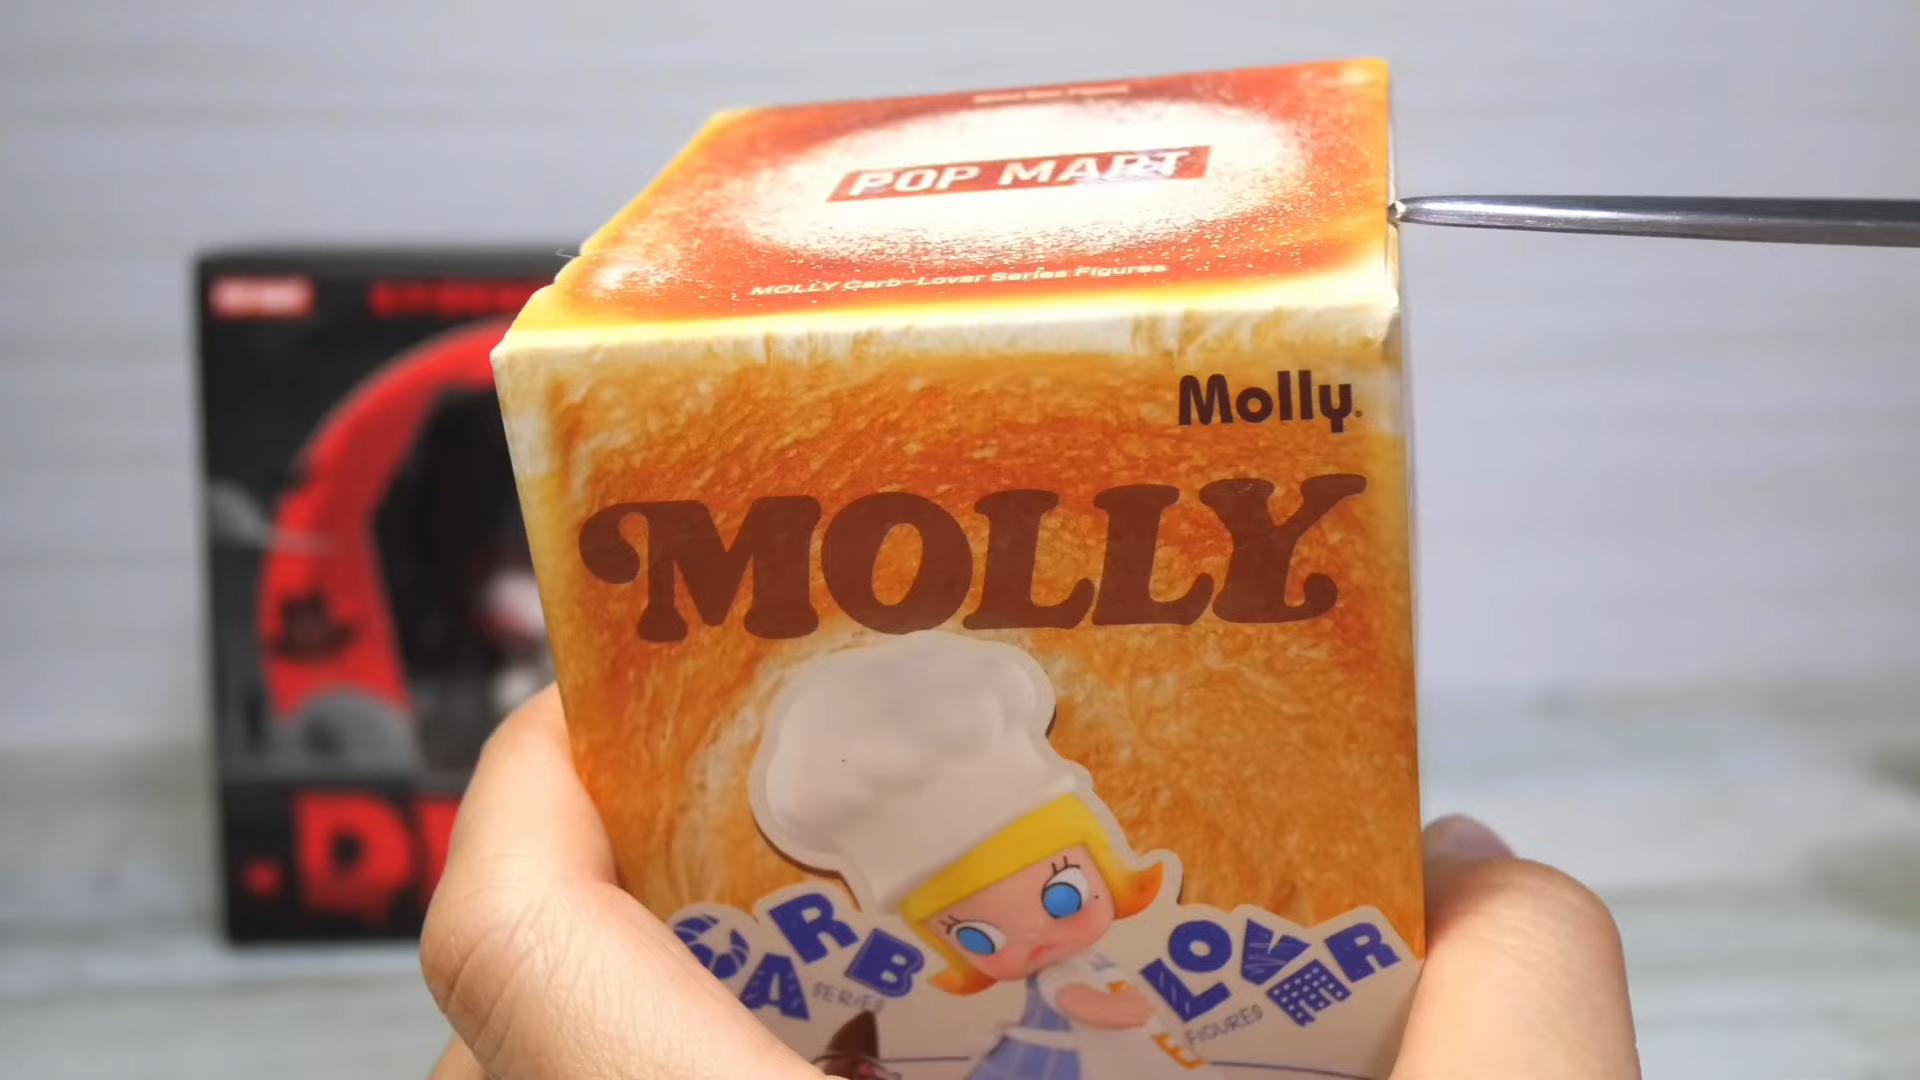 POP MART
MOLLY Carb-Lover Series Figures
Molly
MOLLY
CARB LOVER
SERIES FIGURES